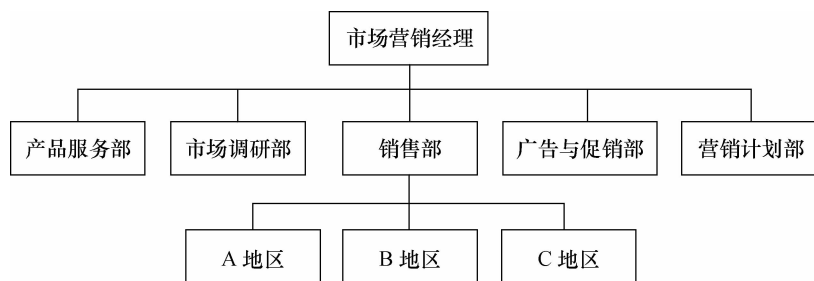 市场营销经理
产品服务部
市场调研部
销售部
广告与促销部
营销计划部
A 地区
B 地区
C 地区